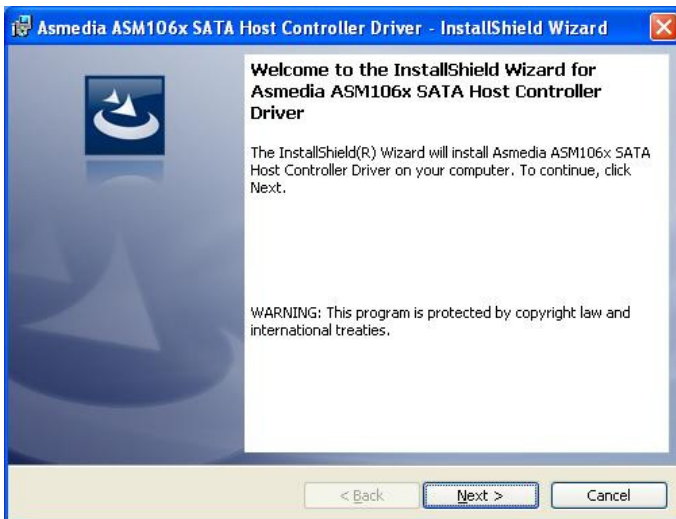 Asmedia ASM106x SATA Host Controller Driver - InstallShield Wizard
Welcome to the InstallShield Wizard for
Asmedia ASM106x SATA Host Controller
Driver
The InstallShield(R) Wizard will install Asmedia ASM106x SATA
Host Controller Driver on your computer. To continue, click
Next.
WARNING: This program is protected by copyright law and
international treaties.
< Back
Next >
Cancel